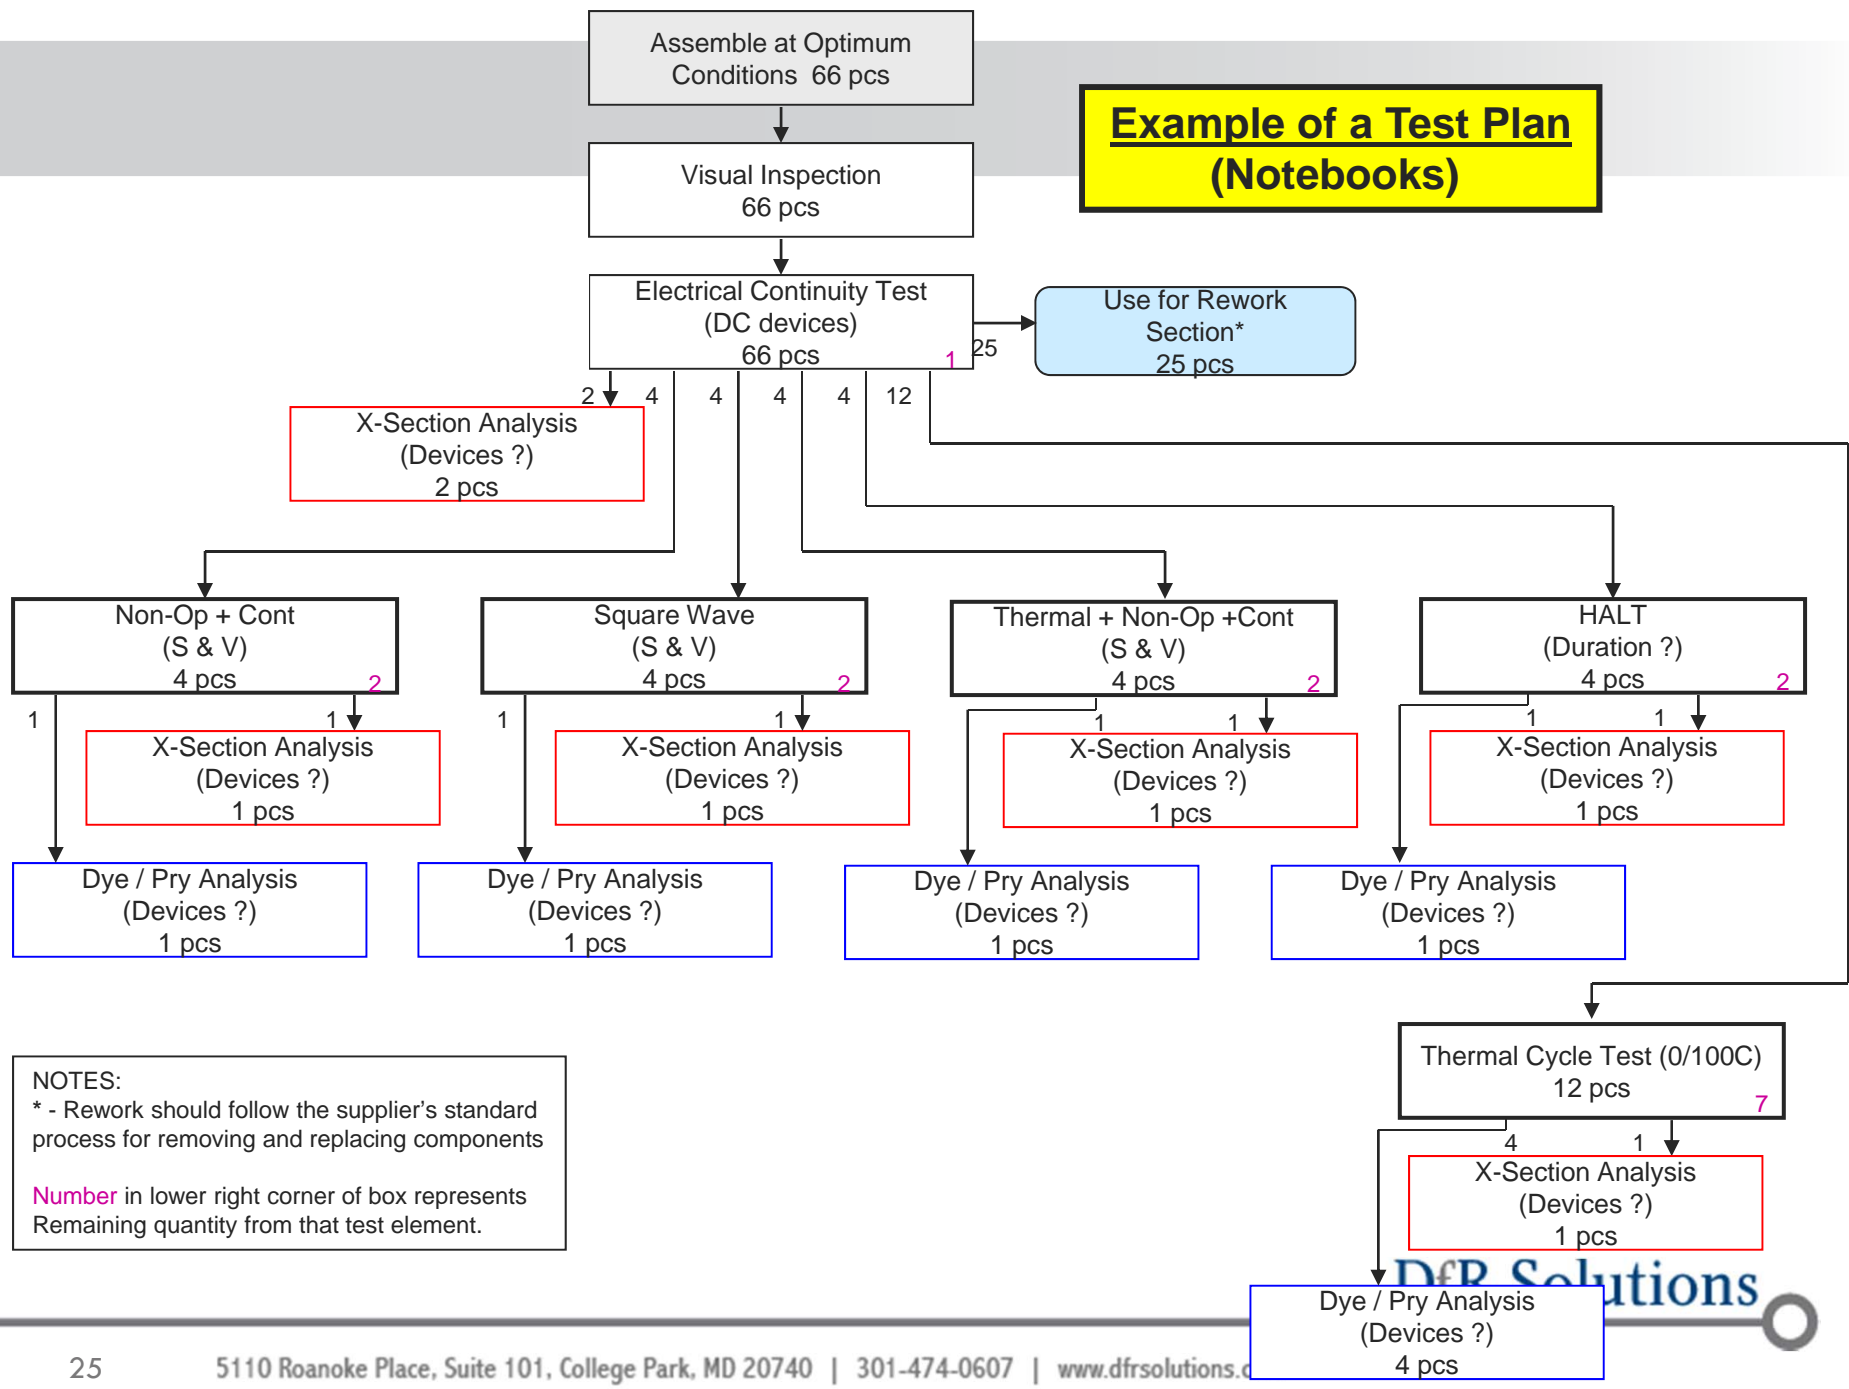 Assemble at Optimum
Conditions  66 pcs
Example of a Test Plan
(Notebooks)
Visual Inspection
66 pcs
Electrical Continuity Test
(DC devices)
66 pcs
1
25
Use for Rework
Section*
25 pcs
2
4
4
4
4
12
X-Section Analysis
(Devices ?)
2 pcs
Non-Op + Cont
(S & V)
4 pcs
2
Square Wave
(S & V)
4 pcs
2
Thermal + Non-Op +Cont
(S & V)
4 pcs
2
HALT
(Duration ?)
4 pcs
2
1
1
1
1
1
1
1
1
X-Section Analysis
(Devices ?)
1 pcs
X-Section Analysis
(Devices ?)
1 pcs
X-Section Analysis
(Devices ?)
1 pcs
X-Section Analysis
(Devices ?)
1 pcs
Dye / Pry Analysis
(Devices ?)
1 pcs
Dye / Pry Analysis
(Devices ?)
1 pcs
Dye / Pry Analysis
(Devices ?)
1 pcs
Dye / Pry Analysis
(Devices ?)
1 pcs
Thermal Cycle Test (0/100C)
12 pcs
7
4
1
X-Section Analysis
(Devices ?)
1 pcs
Dye / Pry Analysis
(Devices ?)
4 pcs
NOTES:
* - Rework should follow the supplier's standard
process for removing and replacing components
Number in lower right corner of box represents
Remaining quantity from that test element.
DfR Solutions
25
5110 Roanoke Place, Suite 101, College Park, MD 20740 | 301-474-0607 | www.dfrsolutions.c